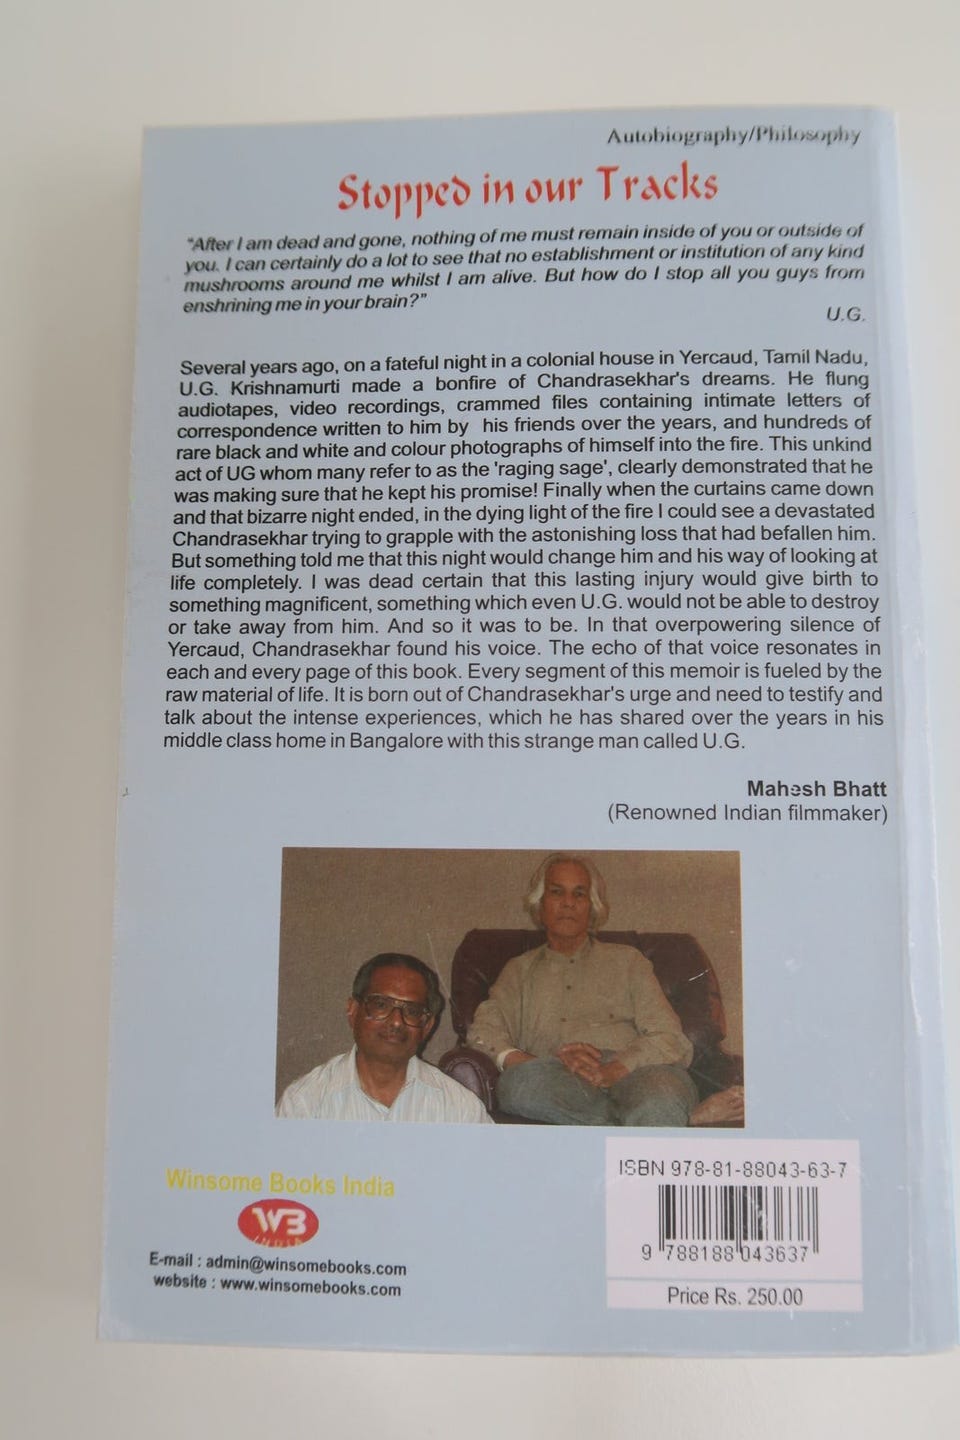 Autobiography/Philosophy
Stopped in our Tracks
"After I am dead and gone, nothing of me must remain inside of you or outside of
you. I can certainly do a lot to see that no establishment or institution of any kind
mushrooms around me whilst I am alive. But how do I stop all you guys from
enshrining me in your brain?"
U.G.
Several years ago, on a fateful night in a colonial house in Yercaud, Tamil Nadu,
U.G. Krishnamurti made a bonfire of Chandrasekhar's dreams. He flung
audiotapes, video recordings, crammed files containing intimate letters of
correspondence written to him by his friends over the years, and hundreds of
rare black and white and colour photographs of himself into the fire. This unkind
act of UG whom many refer to as the 'raging sage', clearly demonstrated that he
was making sure that he kept his promise! Finally when the curtains came down
and that bizarre night ended, in the dying light of the fire I could see a devastated
Chandrasekhar trying to grapple with the astonishing loss that had befallen him.
But something told me that this night would change him and his way of looking at
life completely. I was dead certain that this lasting injury would give birth to
something magnificent, something which even U.G. would not be able to destroy
or take away from him. And so it was to be. In that overpowering silence of
Yercaud, Chandrasekhar found his voice. The echo of that voice resonates in
each and every page of this book. Every segment of this memoir is fueled by the
raw material of life. It is born out of Chandrasekhar's urge and need to testify and
talk about the intense experiences, which he has shared over the years in his
middle class home in Bangalore with this strange man called U.G.
Mahesh Bhatt
(Renowned Indian filmmaker)
Winsome Books India
WB
INDIA
E-mail : admin@winsomebooks.com
website : www.winsomebooks.com
ISBN 978-81-88043-63-7
9 788188 043637
Price Rs. 250.00